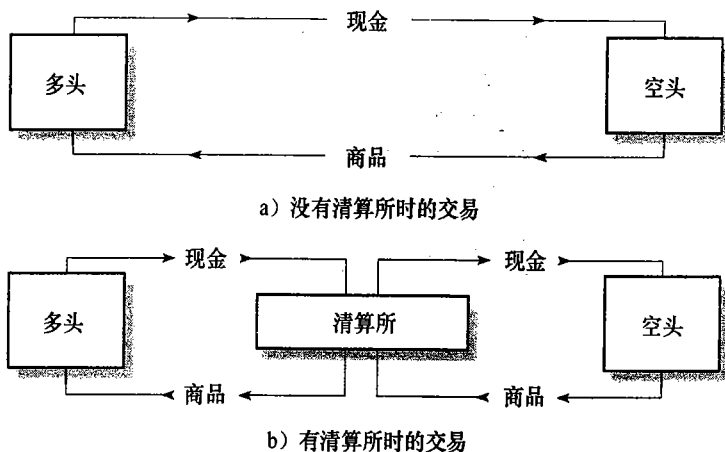 现金
多头
空头
商品
a）没有清算所时的交易
现金
现金
多头
清算所
空头
商品
商品
b）有清算所时的交易